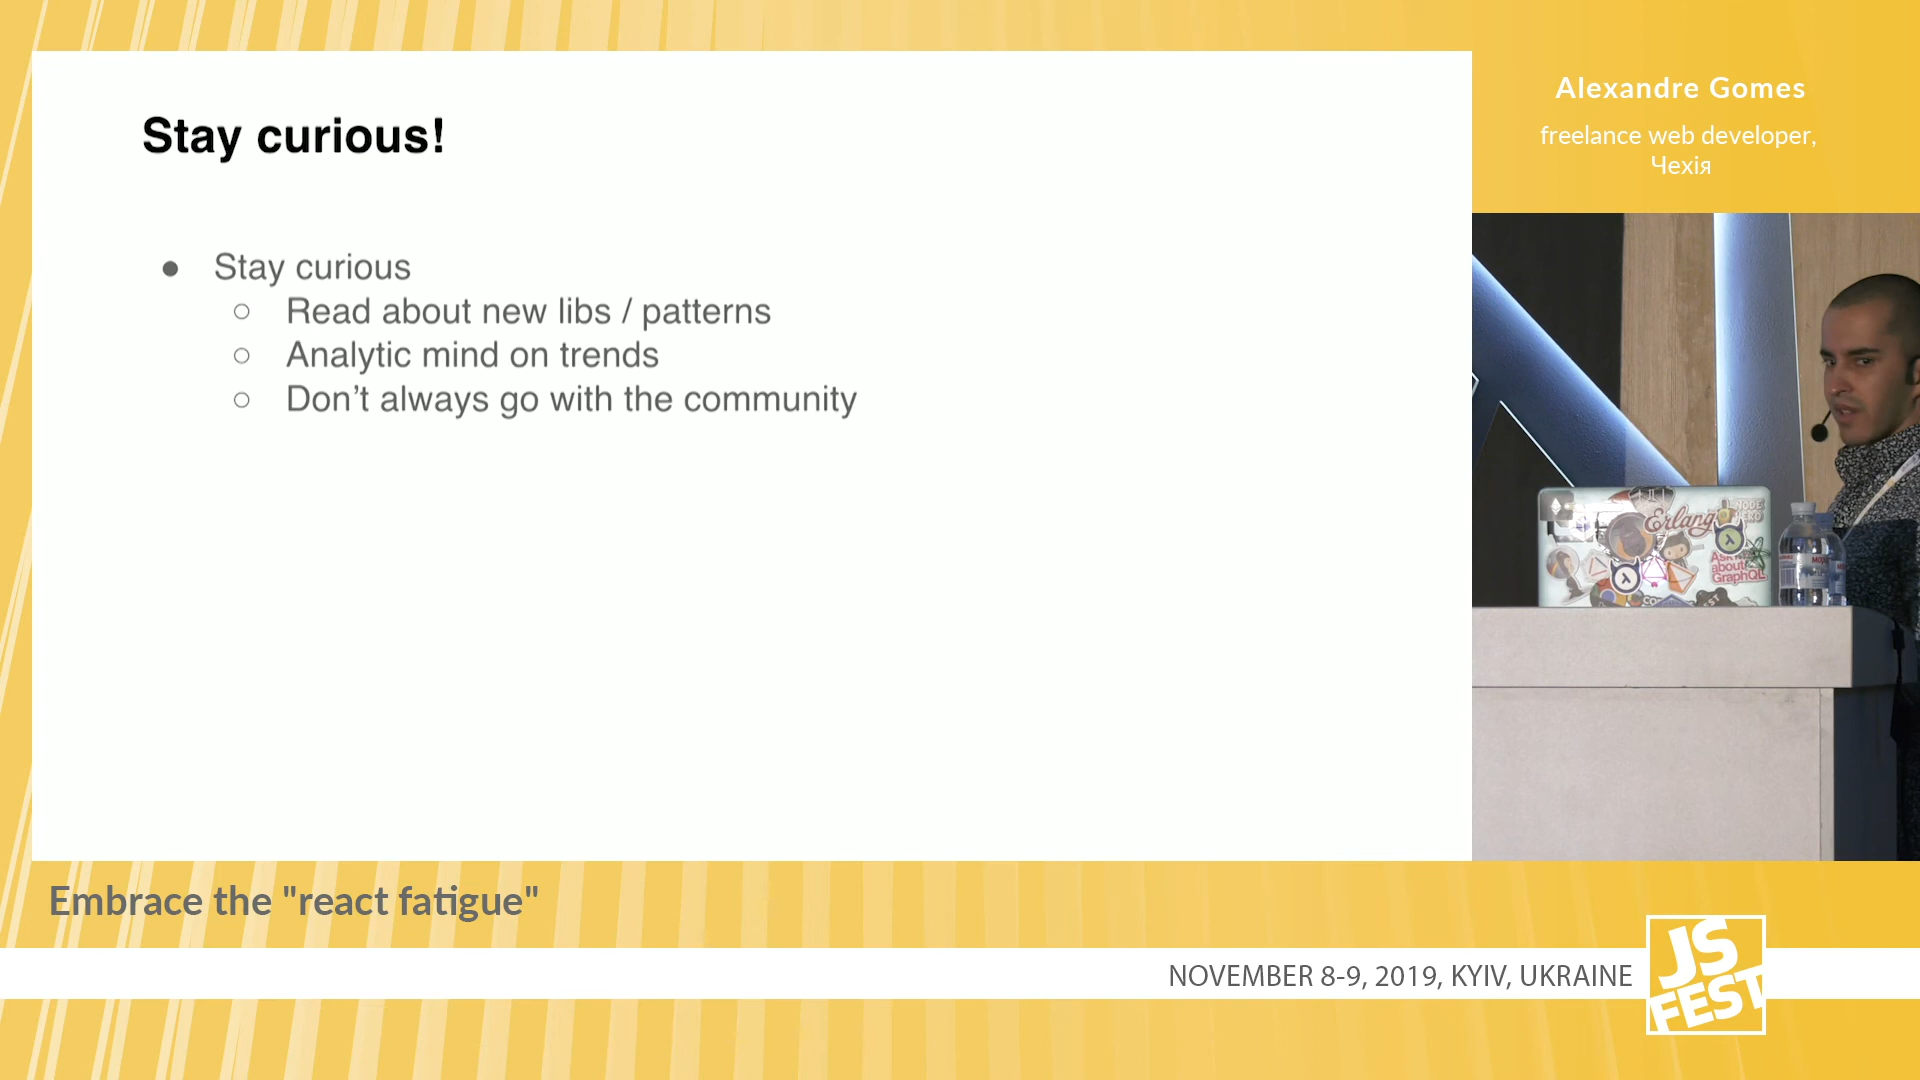 Stay curious!
● Stay curious
○ Read about new libs / patterns
○ Analytic mind on trends
○ Don't always go with the community
Alexandre Gomes
freelance web developer,
Чехія
Erlang
Ask
about
GraphQL
Embrace the "react fatigue"
NOVEMBER 8-9, 2019, KYIV, UKRAINE
JS
FEST